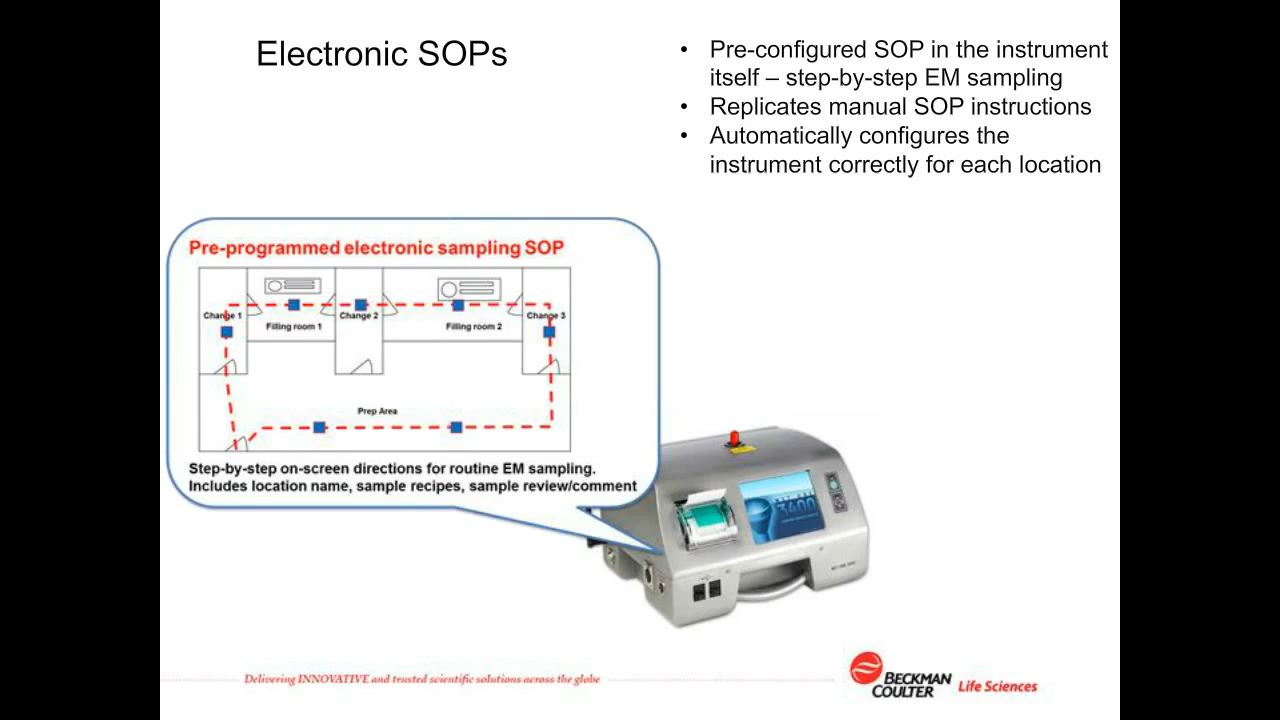 Electronic SOPs
• Pre-configured SOP in the instrument
itself – step-by-step EM sampling
• Replicates manual SOP instructions
• Automatically configures the
instrument correctly for each location
Pre-programmed electronic sampling SOP
Change 1
Filling room 1
Change 2
Filling room 2
Change 3
Prep Area
Step-by-step on-screen directions for routine EM sampling.
Includes location name, sample recipes, sample review/comment
3400
Delivering INNOVATIVE and trusted scientific solutions across the globe
BECKMAN
COULTER
Life Sciences